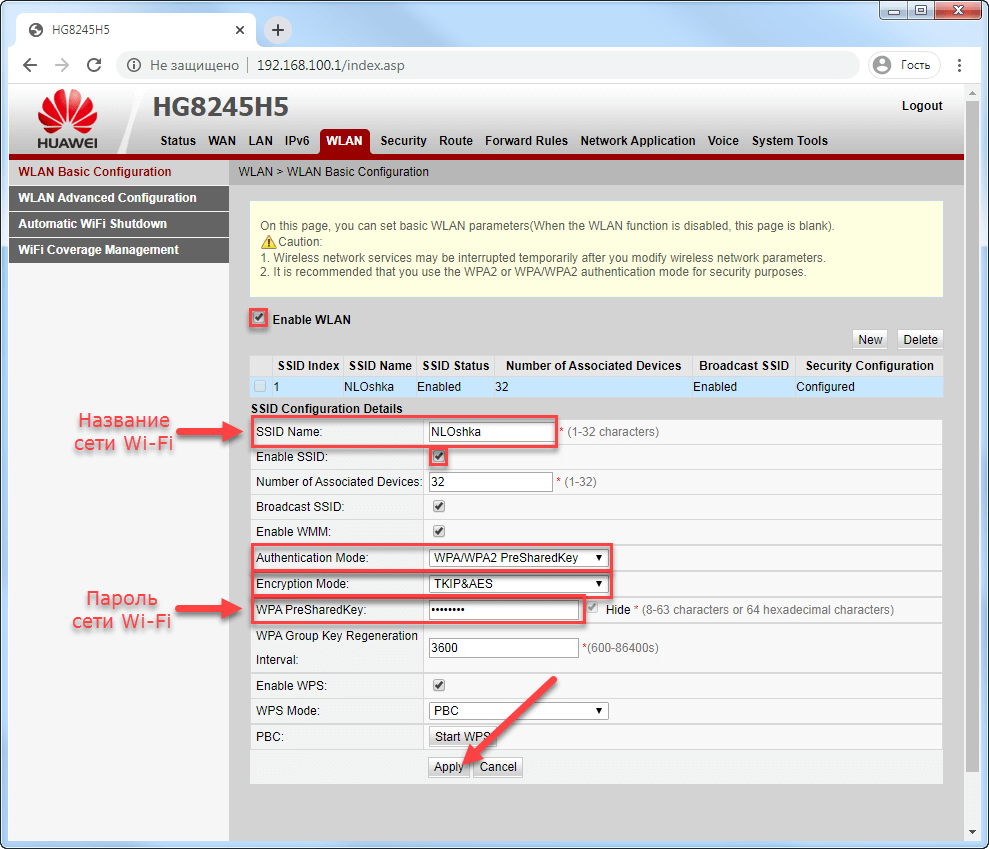 HG8245H5
Не защищено
192.168.100.1/index.asp
Гость
HUAWEI
HG8245H5
Logout
Status WAN LAN IPv6 WLAN Security Route Forward Rules Network Application Voice System Tools
WLAN Basic Configuration
WLAN Advanced Configuration
Automatic WiFi Shutdown
WiFi Coverage Management
WLAN > WLAN Basic Configuration
On this page, you can set basic WLAN parameters(When the WLAN function is disabled, this page is blank).
Caution:
1. Wireless network services may be interrupted temporarily after you modify wireless network parameters.
2. It is recommended that you use the WPA2 or WPA/WPA2 authentication mode for security purposes.
Enable WLAN
New Delete
SSID Index SSID Name SSID Status Number of Associated Devices Broadcast SSID Security Configuration
1 NLOshka Enabled 32 Enabled Configured
SSID Configuration Details
Название
сети Wi-Fi
SSID Name: NLOshka * (1-32 characters)
Enable SSID:
Number of Associated Devices: 32 * (1-32)
Broadcast SSID:
Enable WMM:
Authentication Mode: WPA/WPA2 PreSharedKey
Encryption Mode: TKIP&AES
Пароль
сети Wi-Fi
WPA PreSharedKey: •••••••• Hide * (8-63 characters or 64 hexadecimal characters)
WPA Group Key Regeneration
Interval: 3600 *(600-86400s)
Enable WPS:
WPS Mode: PBC
PBC: Start WPS
Apply Cancel